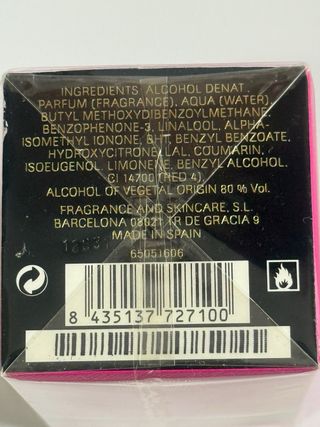 INGREDIENTS: ALCOHOL DENAT.,
PARFUM (FRAGRANCE), AQUA (WATER),
BUTYL METHOXYDIBENZOYLMETHANE,
BENZOPHENONE-3, LINALOOL, ALPHA-
ISOMETHYL IONONE, BHT, BENZYL BENZOATE,
HYDROXYCITRONELLAL, COUMARIN,
ISOEUGENOL, LIMONENE, BENZYL ALCOHOL,
CI 14700 (RED 4).
ALCOHOL OF VEGETAL ORIGIN 80 % Vol.
FRAGRANCE AND SKINCARE, S.L.
BARCELONA 08021 AR DE GRACIA 9
MADE IN SPAIN
65051606
8 435137 727100